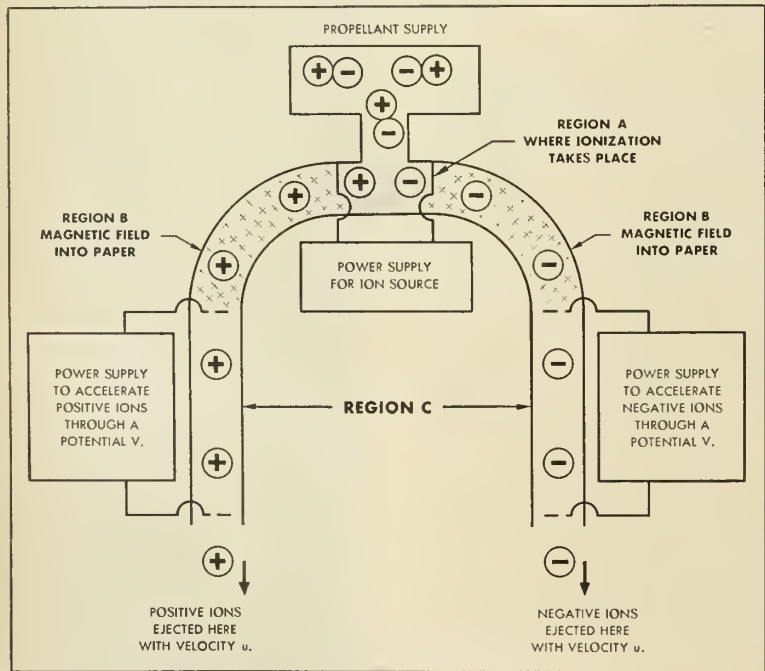 PROPELLANT SUPPLY
REGION A
WHERE IONIZATION
TAKES PLACE
REGION B
MAGNETIC FIELD
INTO PAPER
REGION B
MAGNETIC FIELD
INTO PAPER
POWER SUPPLY
FOR ION SOURCE
POWER SUPPLY
TO ACCELERATE
POSITIVE IONS
THROUGH A
POTENTIAL V.
REGION C
POWER SUPPLY
TO ACCELERATE
NEGATIVE IONS
THROUGH A
POTENTIAL V.
POSITIVE IONS
EJECTED HERE
WITH VELOCITY u.
NEGATIVE IONS
EJECTED HERE
WITH VELOCITY u.